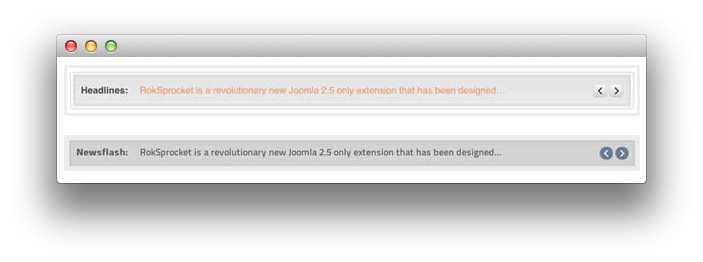 Headlines: RokSprocket is a revolutionary new Joomla 2.5 only extension that has been designed...
Newsflash: RokSprocket is a revolutionary new Joomla 2.5 only extension that has been designed...